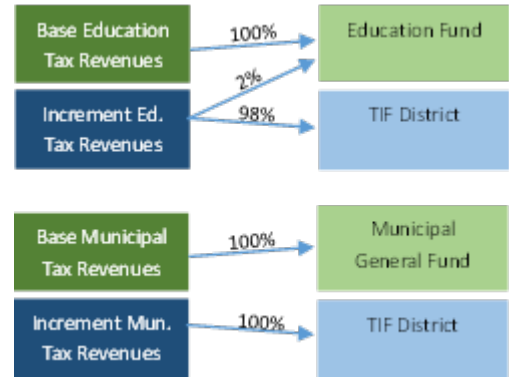 Base Education
Tax Revenues
100%
Education Fund
2%
Increment Ed.
Tax Revenues
98%
TIF District
Base Municipal
Tax Revenues
100%
Municipal
General Fund
Increment Mun.
Tax Revenues
100%
TIF District